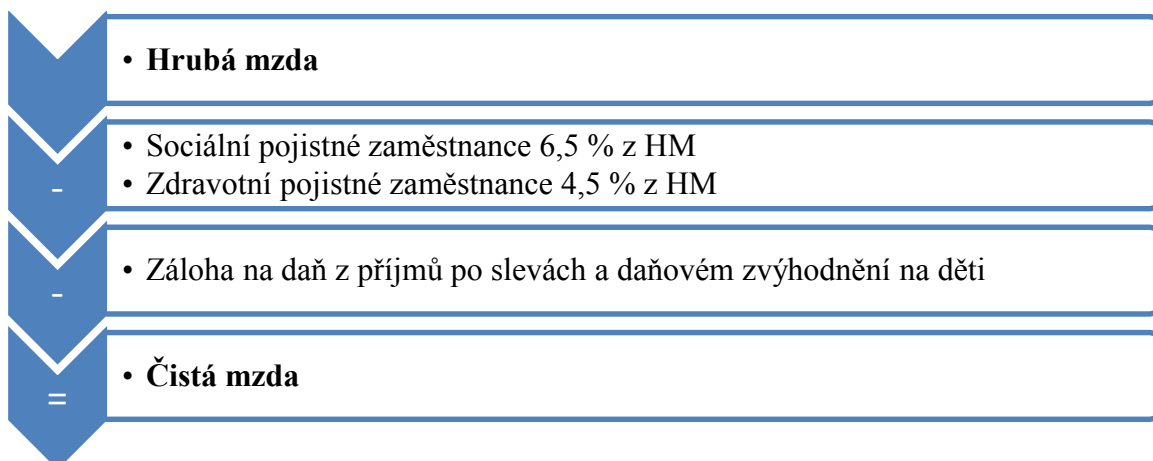 • Hrubá mzda
• Sociální pojistné zaměstnance 6,5 % z HM
-
• Zdravotní pojistné zaměstnance 4,5 % z HM
• Záloha na daň z příjmů po slevách a daňovém zvýhodnění na děti
-
• Čistá mzda
=